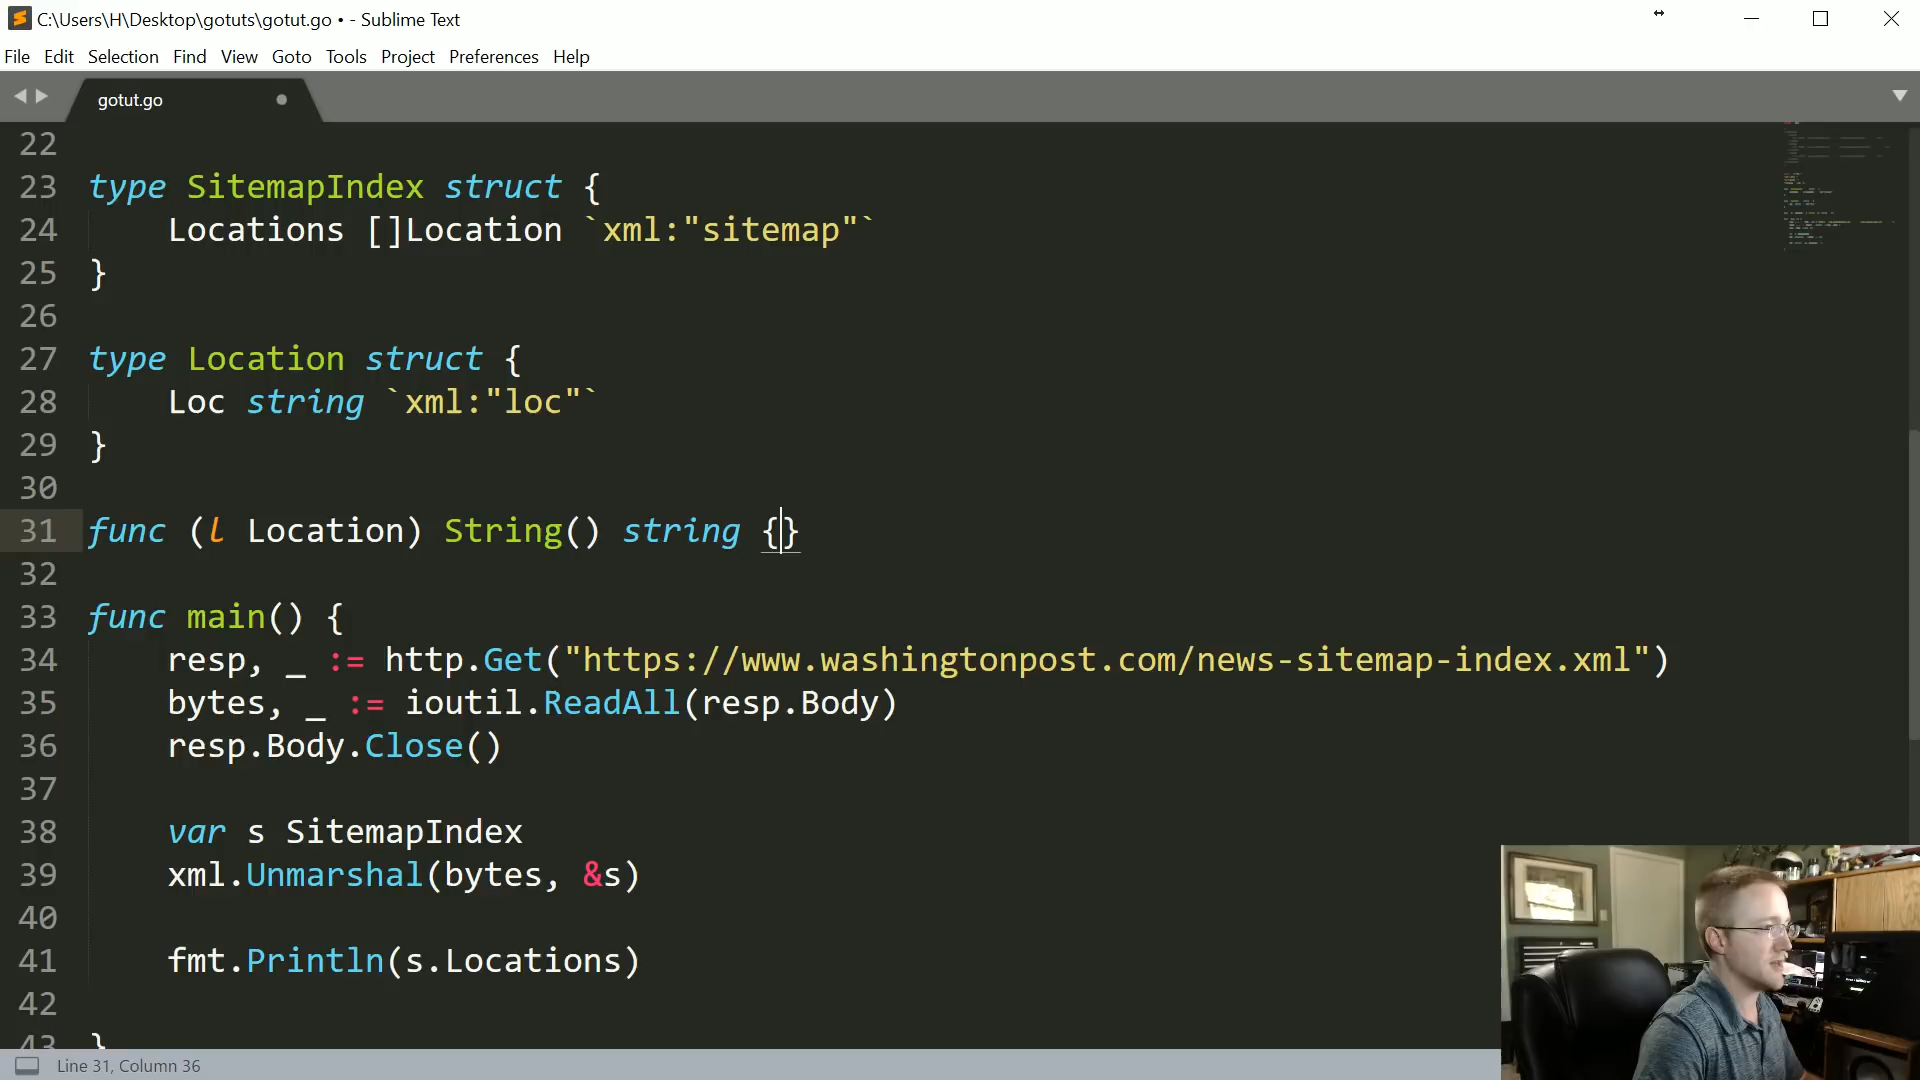 C:\Users\H\Desktop\gotuts\gotut.go • - Sublime Text
File Edit Selection Find View Goto Tools Project Preferences Help
gotut.go
22
23 type SitemapIndex struct {
24 Locations []Location `xml:"sitemap"`
25 }
26
27 type Location struct {
28 Loc string `xml:"loc"`
29 }
30
31 func (l Location) String() string {}
32
33 func main() {
34 resp, _ := http.Get("https://www.washingtonpost.com/news-sitemap-index.xml")
35 bytes, _ := ioutil.ReadAll(resp.Body)
36 resp.Body.Close()
37
38 var s SitemapIndex
39 xml.Unmarshal(bytes, &s)
40
41 fmt.Println(s.Locations)
42
43 }
Line 31, Column 36